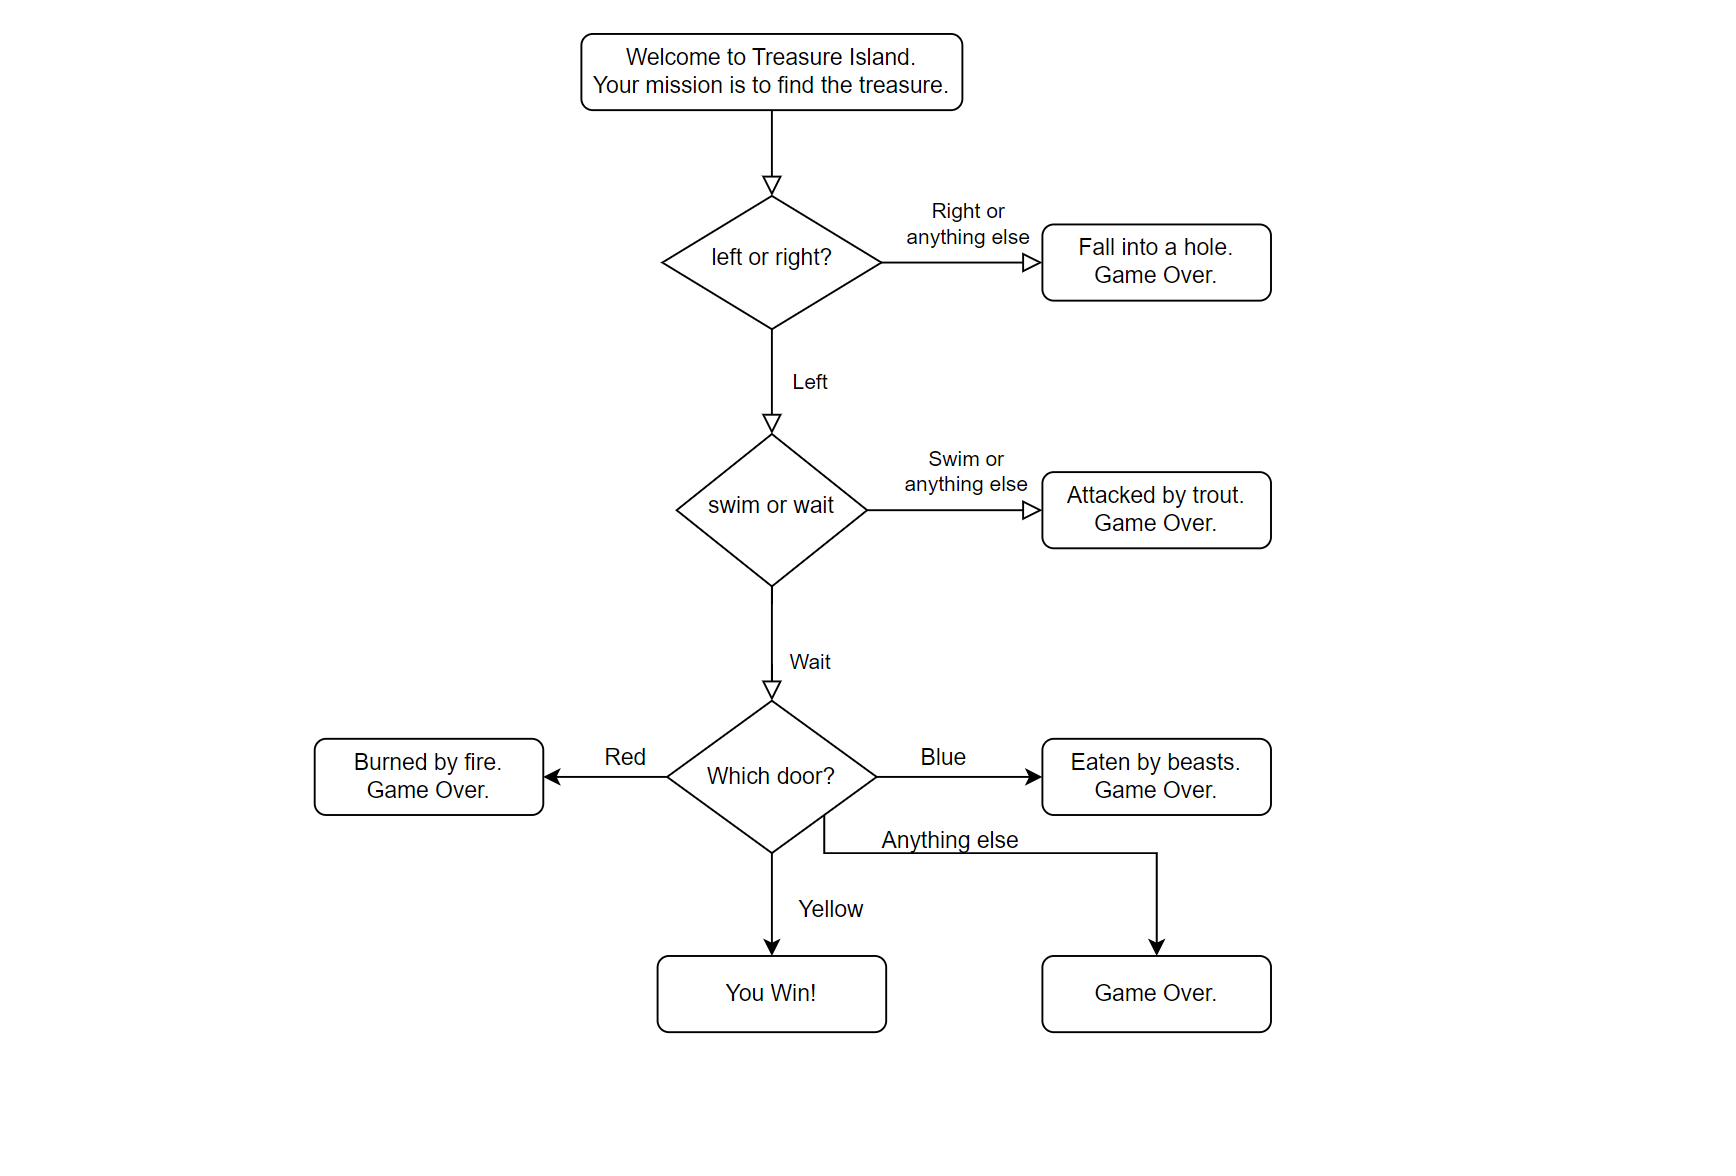 Welcome to Treasure Island.
Your mission is to find the treasure.
left or right?
Right or
anything else
Fall into a hole.
Game Over.
Left
swim or wait
Swim or
anything else
Attacked by trout.
Game Over.
Wait
Burned by fire.
Game Over.
Red
Which door?
Blue
Eaten by beasts.
Game Over.
Anything else
Yellow
You Win!
Game Over.